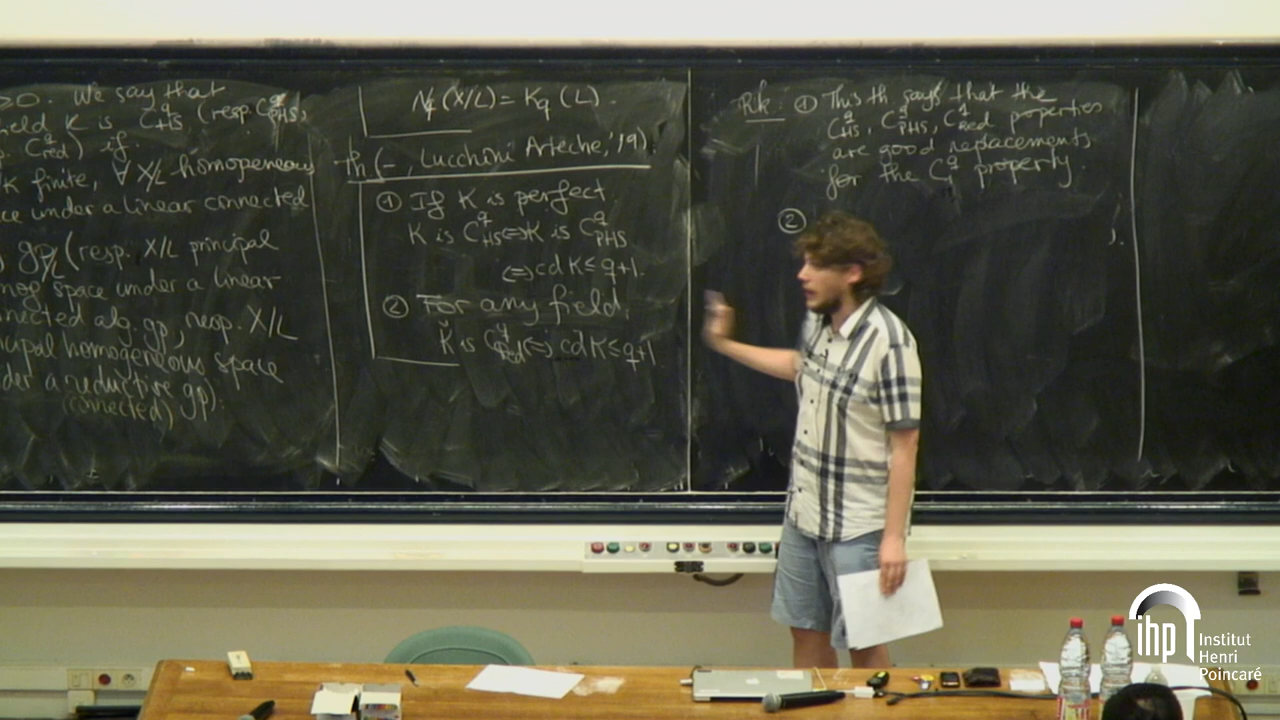 >0. We say that
field K is C^q_HS (resp. C^q_PHS,
C^q_red) if
K finite, ∀ X/L homogeneous
ce under a linear connected
gp/L (resp. X/L principal
homog space under a linear
connected alg. gp, resp. X/L
principal homogeneous space
under a reductive gp).
(connected)
N_q(X/L) = K_q(L).
Th (-, Lucchini Arteche, '19)
① If K is perfect,
K is C^q_HS ⇔ K is C^q_PHS
⇔ cd K ≤ q+1.
② For any field,
K is C^q_red ⇔ cd K ≤ q+1
Rk ① This th says that the
C^q_HS, C^q_PHS, C^q_red properties
are good replacements
for the C^q_1 property.
②
ihp Institut
Henri
Poincaré